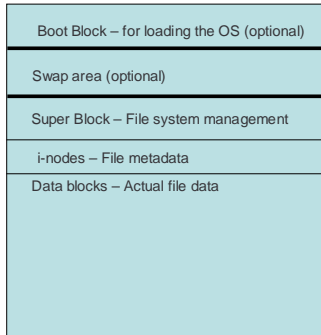 Boot Block – for loading the OS (optional)
Swap area (optional)
Super Block – File system management
i-nodes – File metadata
Data blocks – Actual file data